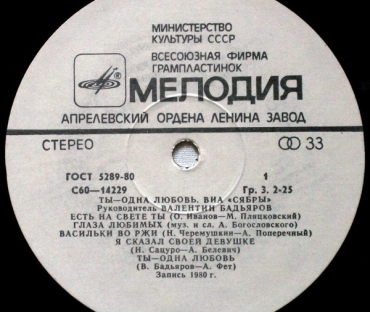 МИНИСТЕРСТВО
КУЛЬТУРЫ СССР
ВСЕСОЮЗНАЯ ФИРМА
ГРАМПЛАСТИНОК
МЕЛОДИЯ
АПРЕЛЕВСКИЙ ОРДЕНА ЛЕНИНА ЗАВОД
СТЕРЕО 33
ГОСТ 5289-80 1
С60—14229 Гр. 3. 2-25
ТЫ—ОДНА ЛЮБОВЬ. ВИА «СЯБРЫ»
Руководитель ВАЛЕНТИН БАДЬЯРОВ
ЕСТЬ НА СВЕТЕ ТЫ (О. Иванов—М. Пляцковский)
ГЛАЗА ЛЮБИМЫХ (муз. и сл. А. Богословского)
ВАСИЛЬКИ ВО РЖИ (Н. Черемушкин—А. Поперечный)
Я СКАЗАЛ СВОЕЙ ДЕВУШКЕ
(Н. Сацуро—А. Белевич)
ТЫ—ОДНА ЛЮБОВЬ
(В. Бадьяров—А. Фет)
Запись 1980 г.